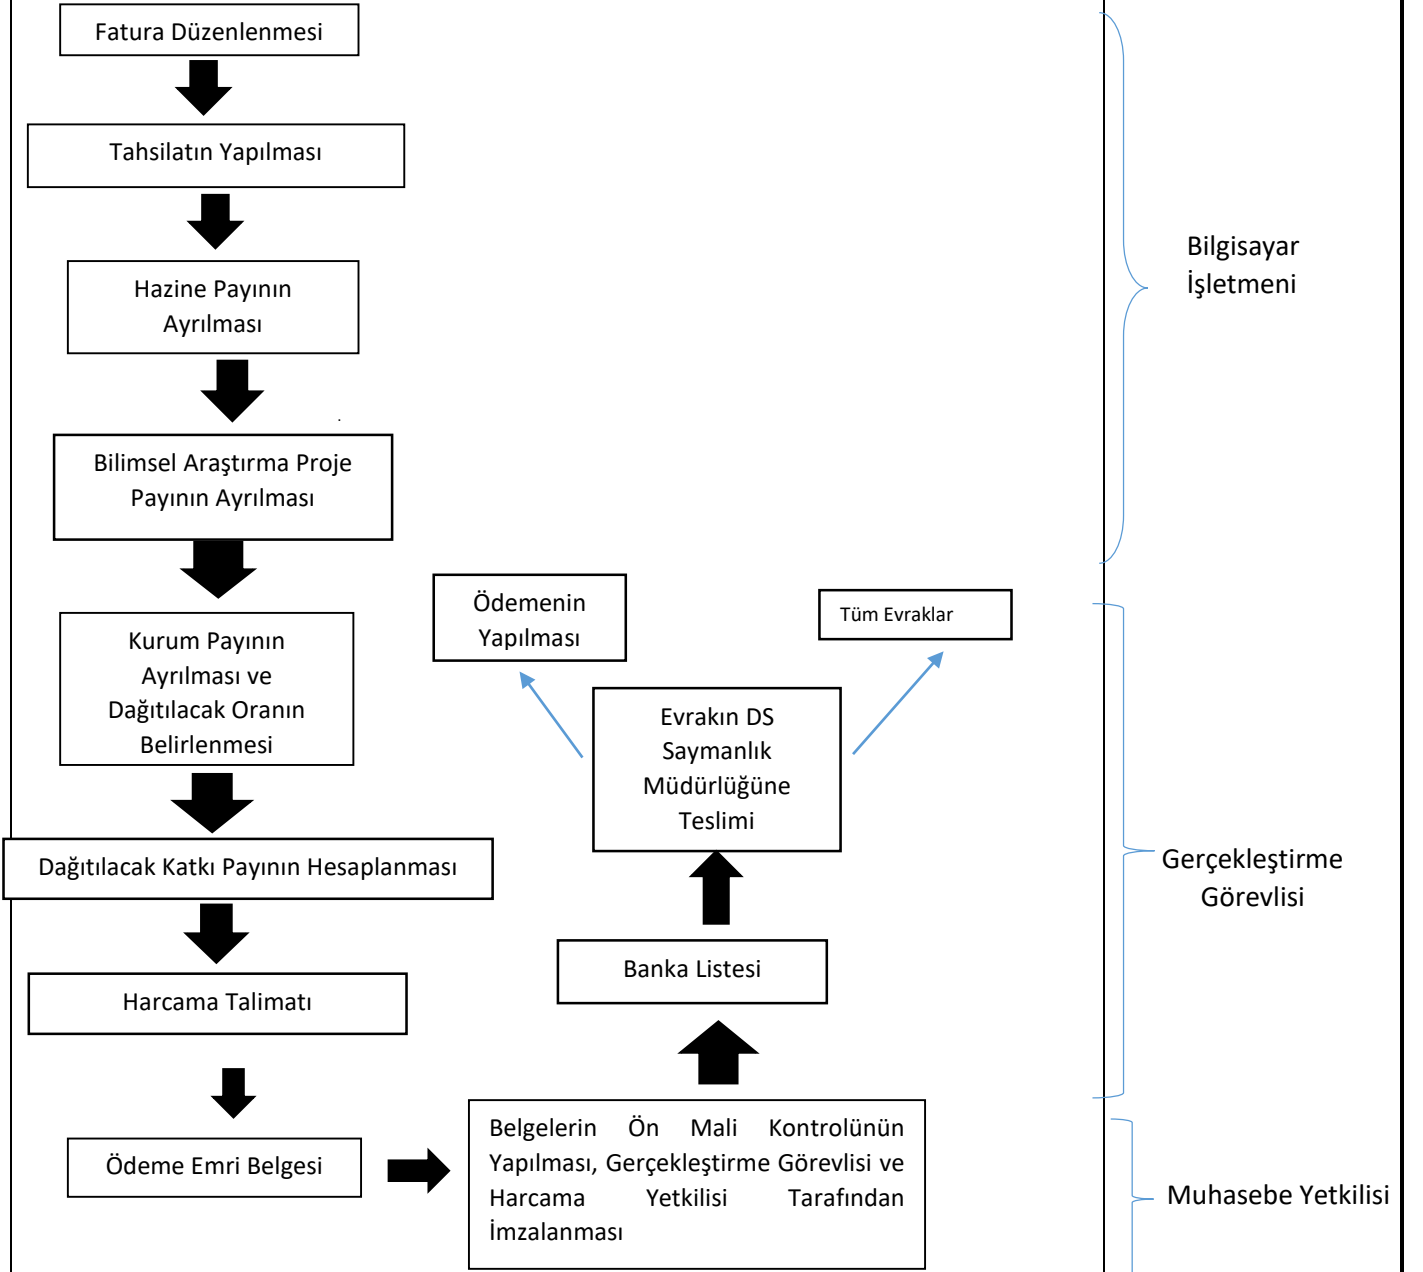 Fatura Düzenlenmesi
Tahsilatın Yapılması
Hazine Payının
Ayrılması
Bilimsel Araştırma Proje
Payının Ayrılması
Kurum Payının
Ayrılması ve
Dağıtılacak Oranın
Belirlenmesi
Dağıtılacak Katkı Payının Hesaplanması
Harcama Talimatı
Ödeme Emri Belgesi
Belgelerin Ön Mali Kontrolünün
Yapılması, Gerçekleştirme Görevlisi ve
Harcama Yetkilisi Tarafından
İmzalanması
Banka Listesi
Evrakın DS
Saymanlık
Müdürlüğüne
Teslimi
Ödemenin
Yapılması
Tüm Evraklar
Bilgisayar
İşletmeni
Gerçekleştirme
Görevlisi
Muhasebe Yetkilisi